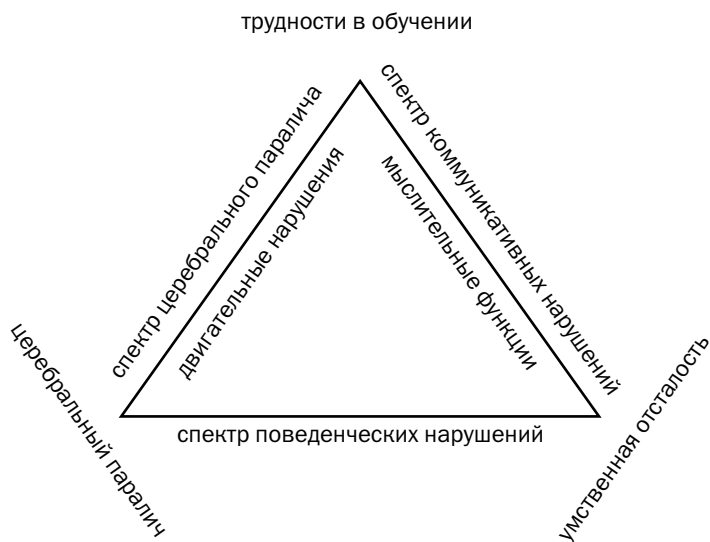 трудности в обучении
спектр церебрального паралича
двигательные нарушения
спектр коммуникативных нарушений
мыслительные функции
церебральный паралич
спектр поведенческих нарушений
умственная отсталость